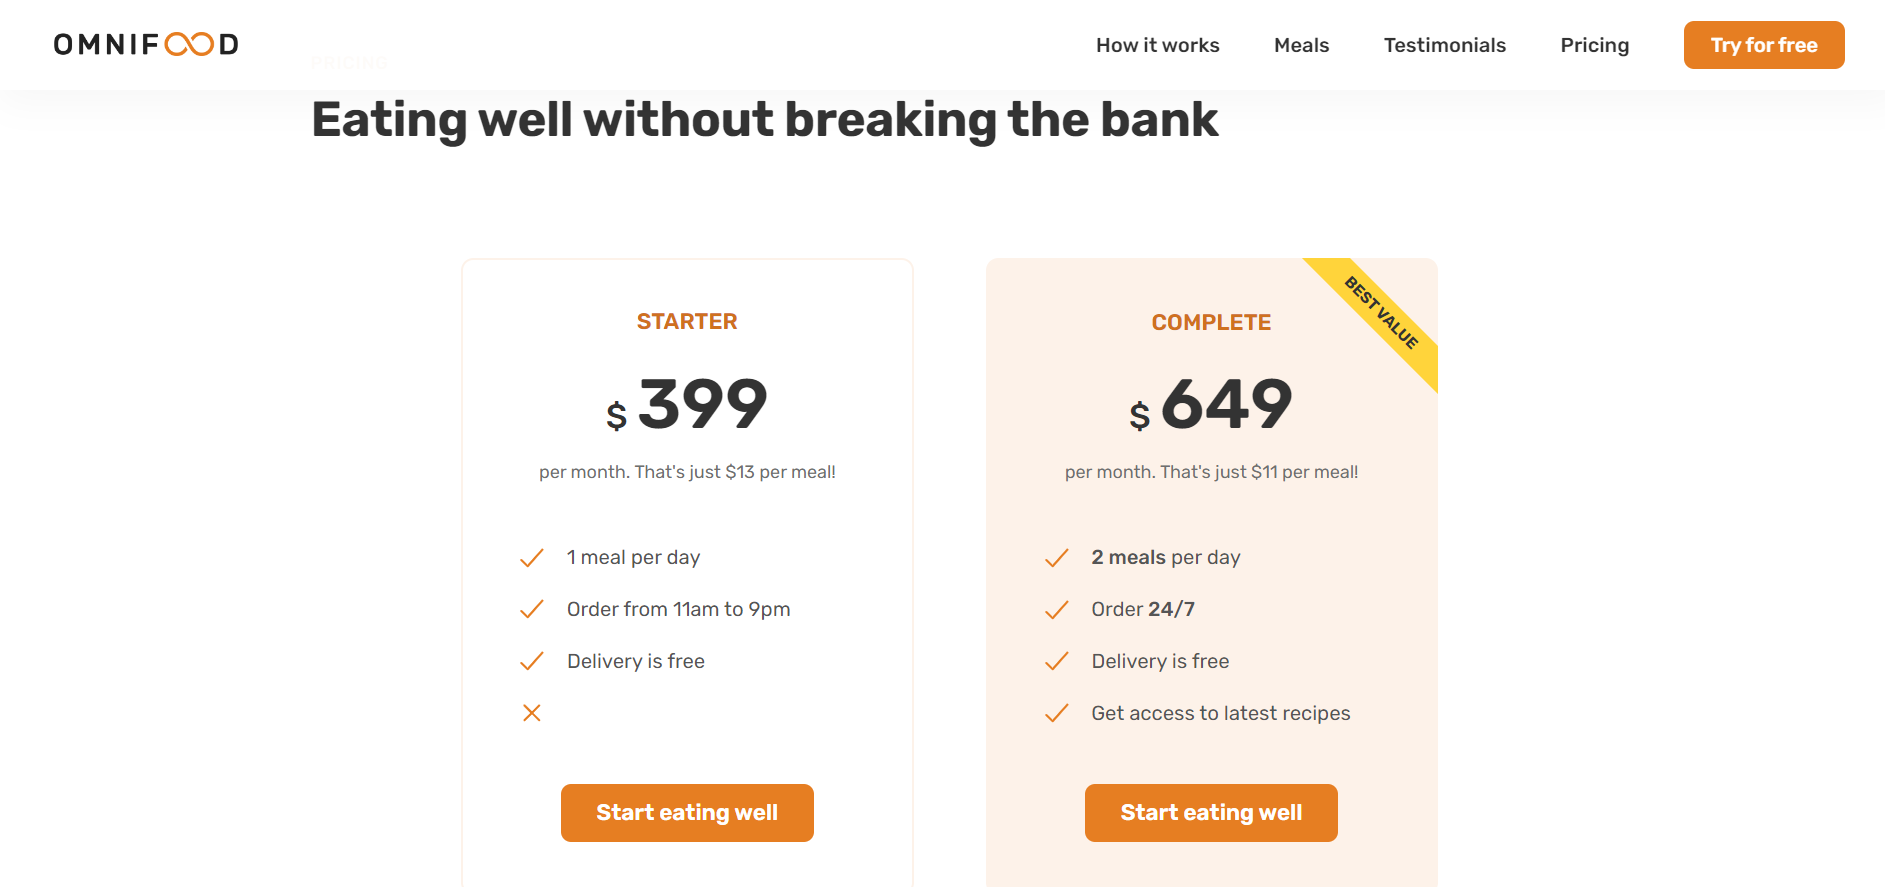 OMNIFOOD
How it works
Meals
Testimonials
Pricing
Try for free
PRICING
Eating well without breaking the bank
STARTER
$ 399
per month. That's just $13 per meal!
1 meal per day
Order from 11am to 9pm
Delivery is free
Start eating well
BEST VALUE
COMPLETE
$ 649
per month. That's just $11 per meal!
2 meals per day
Order 24/7
Delivery is free
Get access to latest recipes
Start eating well